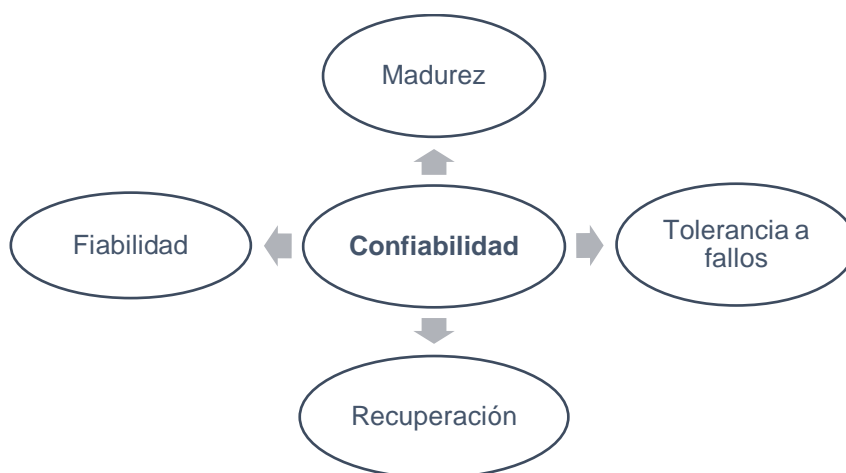 Madurez
Fiabilidad
Confiabilidad
Tolerancia a
fallos
Recuperación